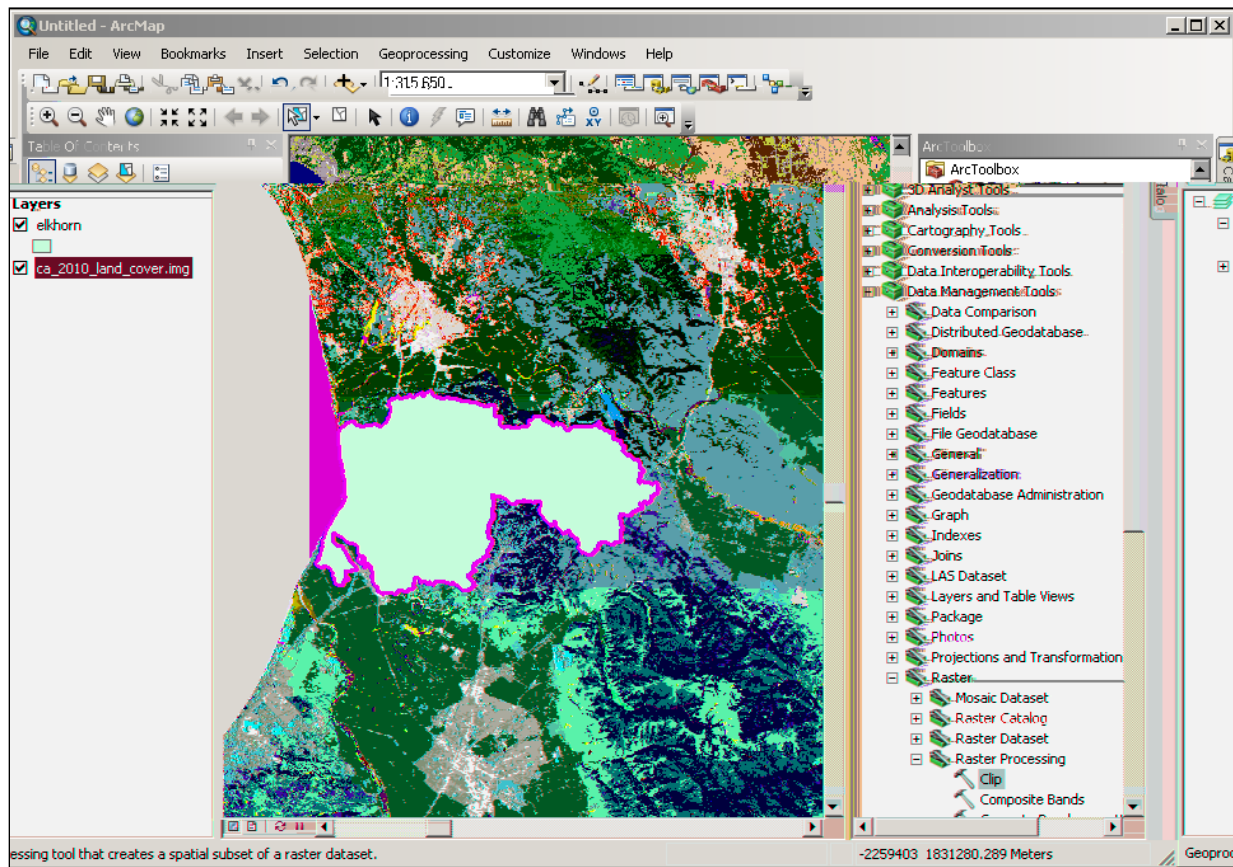 Untitled - ArcMap
File Edit View Bookmarks Insert Selection Geoprocessing Customize Windows Help
1:315,650
XY
Table Of Contents
ArcToolbox
ArcToolbox
Layers
elkhorn
ca_2010_land_cover.img
3D Analyst Tools
Analysis Tools
Cartography Tools
Conversion Tools
Data Interoperability Tools
Data Management Tools
Data Comparison
Distributed Geodatabase
Domains
Feature Class
Features
Fields
File Geodatabase
General
Generalization
Geodatabase Administration
Graph
Indexes
Joins
LAS Dataset
Layers and Table Views
Package
Photos
Projections and Transformation
Raster
Mosaic Dataset
Raster Catalog
Raster Dataset
Raster Processing
Clip
Composite Bands
essing tool that creates a spatial subset of a raster dataset.
-2259403 1831280.289 Meters
Geoproc